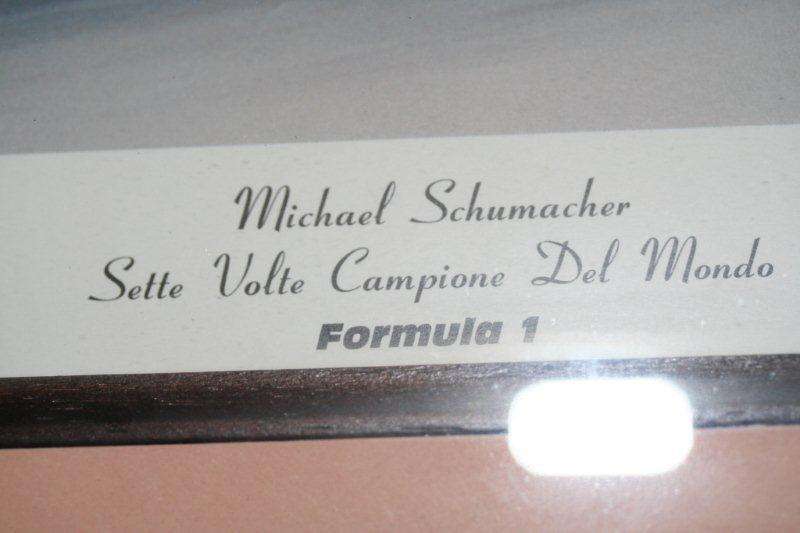 Michael Schumacher
Sette Volte Campione Del Mondo
Formula 1